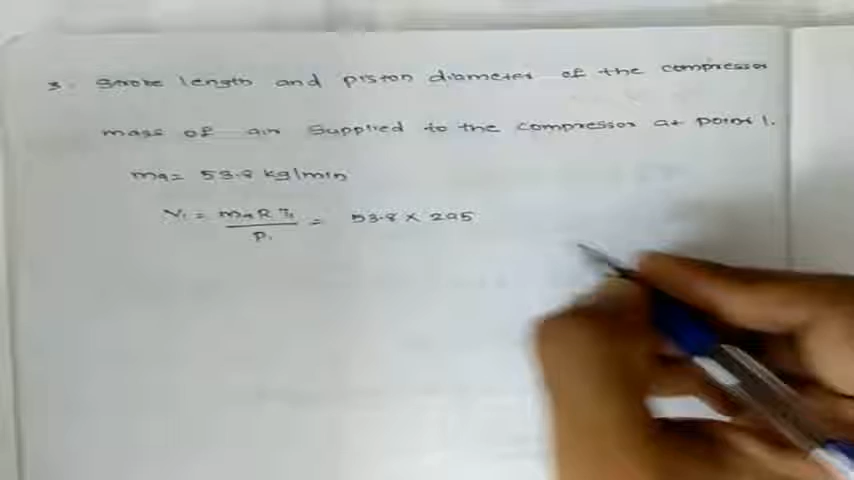 3. Stroke length and piston diameter of the compressor
mass of air supplied to the compressor at point 1.
ma = 53.8 kg/min
V1 = maRT1/P1 = 53.8 × 295